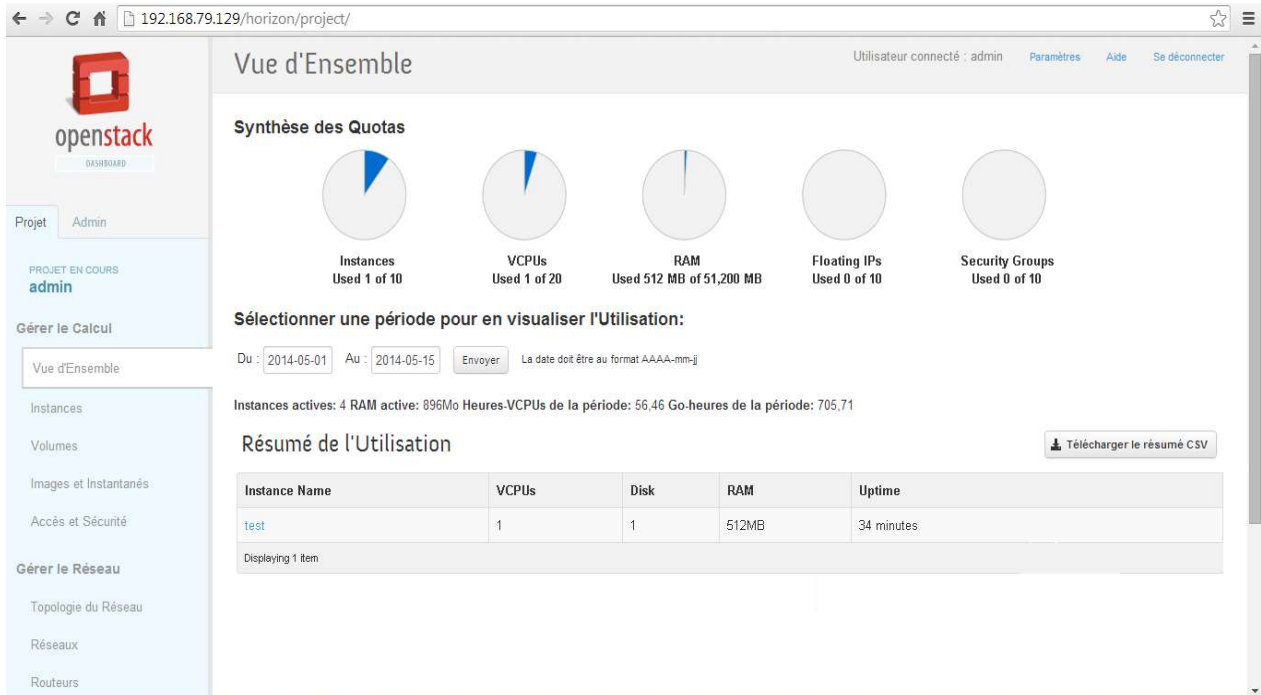 192.168.79.129/horizon/project/
openstack
DASHBOARD
Projet
Admin
PROJET EN COURS
admin
Gérer le Calcul
Vue d'Ensemble
Instances
Volumes
Images et Instantanés
Accès et Sécurité
Gérer le Réseau
Topologie du Réseau
Réseaux
Routeurs
Vue d'Ensemble
Utilisateur connecté : admin
Paramètres
Aide
Se déconnecter
Synthèse des Quotas
Instances
Used 1 of 10
VCPUs
Used 1 of 20
RAM
Used 512 MB of 51,200 MB
Floating IPs
Used 0 of 10
Security Groups
Used 0 of 10
Sélectionner une période pour en visualiser l'Utilisation:
Du : 2014-05-01 Au : 2014-05-15 Envoyer La date doit être au format AAAA-mm-jj
Instances actives: 4 RAM active: 896Mo Heures-VCPUs de la période: 56,46 Go-heures de la période: 705,71
Résumé de l'Utilisation
Télécharger le résumé CSV
Instance Name VCPUs Disk RAM Uptime
test 1 1 512MB 34 minutes
Displaying 1 item